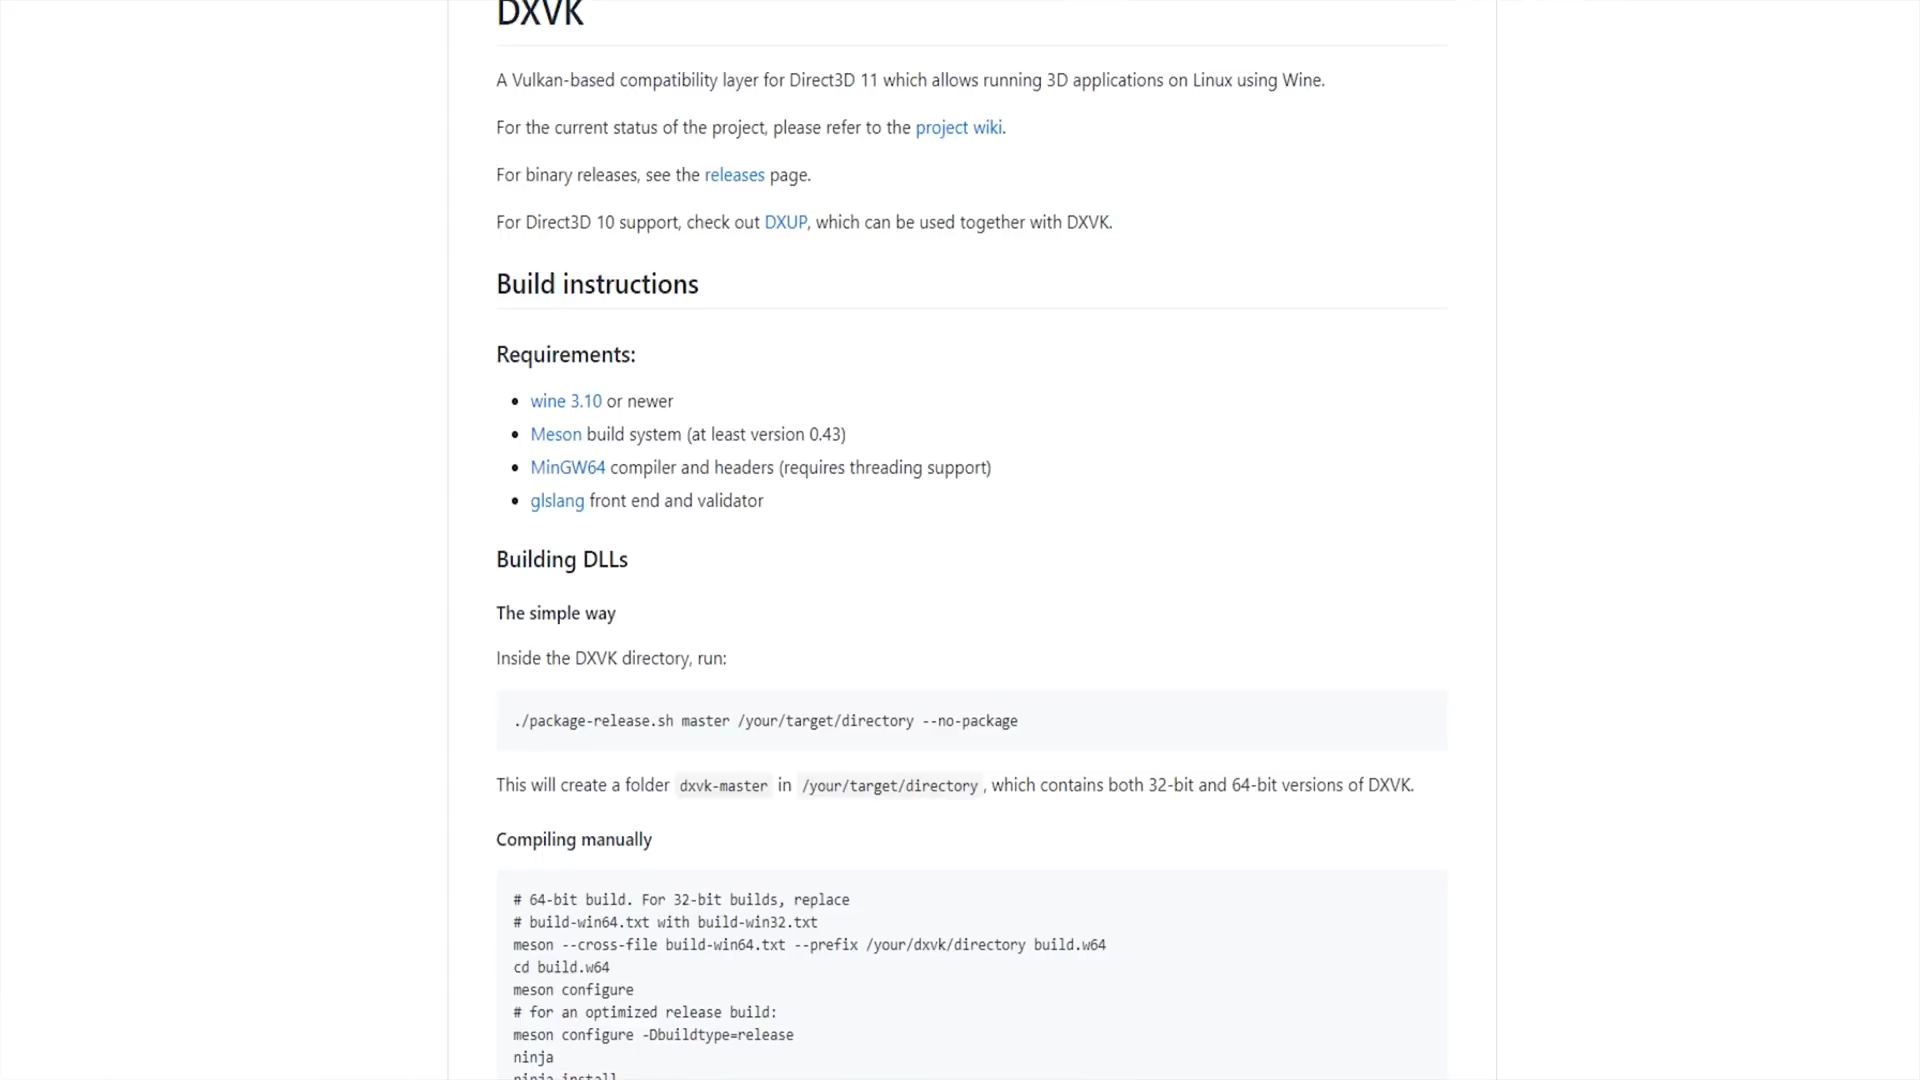 DXVK
A Vulkan-based compatibility layer for Direct3D 11 which allows running 3D applications on Linux using Wine.
For the current status of the project, please refer to the project wiki.
For binary releases, see the releases page.
For Direct3D 10 support, check out DXUP, which can be used together with DXVK.
Build instructions
Requirements:
wine 3.10 or newer
Meson build system (at least version 0.43)
MinGW64 compiler and headers (requires threading support)
glslang front end and validator
Building DLLs
The simple way
Inside the DXVK directory, run:
./package-release.sh master /your/target/directory --no-package
This will create a folder dxvk-master in /your/target/directory, which contains both 32-bit and 64-bit versions of DXVK.
Compiling manually
# 64-bit build. For 32-bit builds, replace
# build-win64.txt with build-win32.txt
meson --cross-file build-win64.txt --prefix /your/dxvk/directory build.w64
cd build.w64
meson configure
# for an optimized release build:
meson configure -Dbuildtype=release
ninja
ninja install